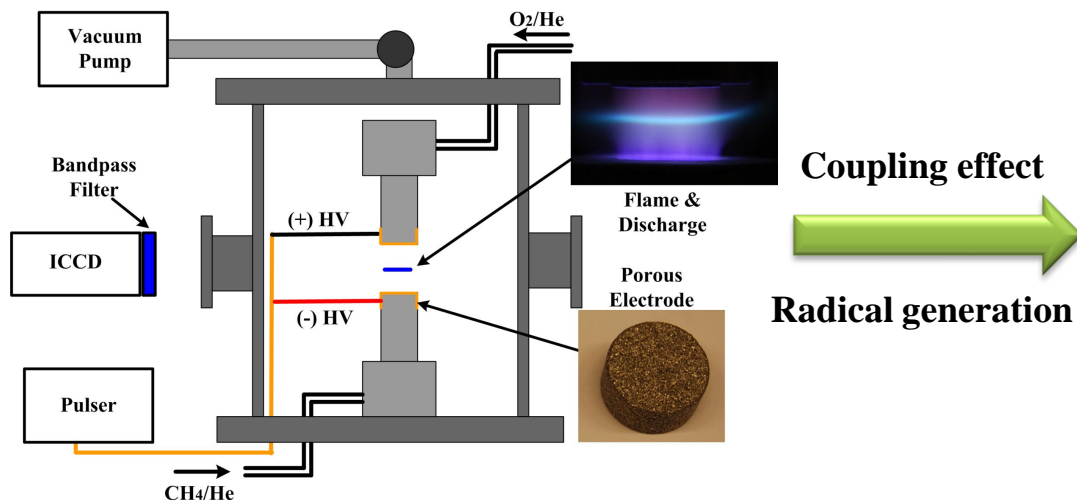 O2/He
Vacuum
Pump
Bandpass
Filter
ICCD
(+) HV
(-) HV
Flame &
Discharge
Porous
Electrode
Pulser
CH4/He
Coupling effect
Radical generation